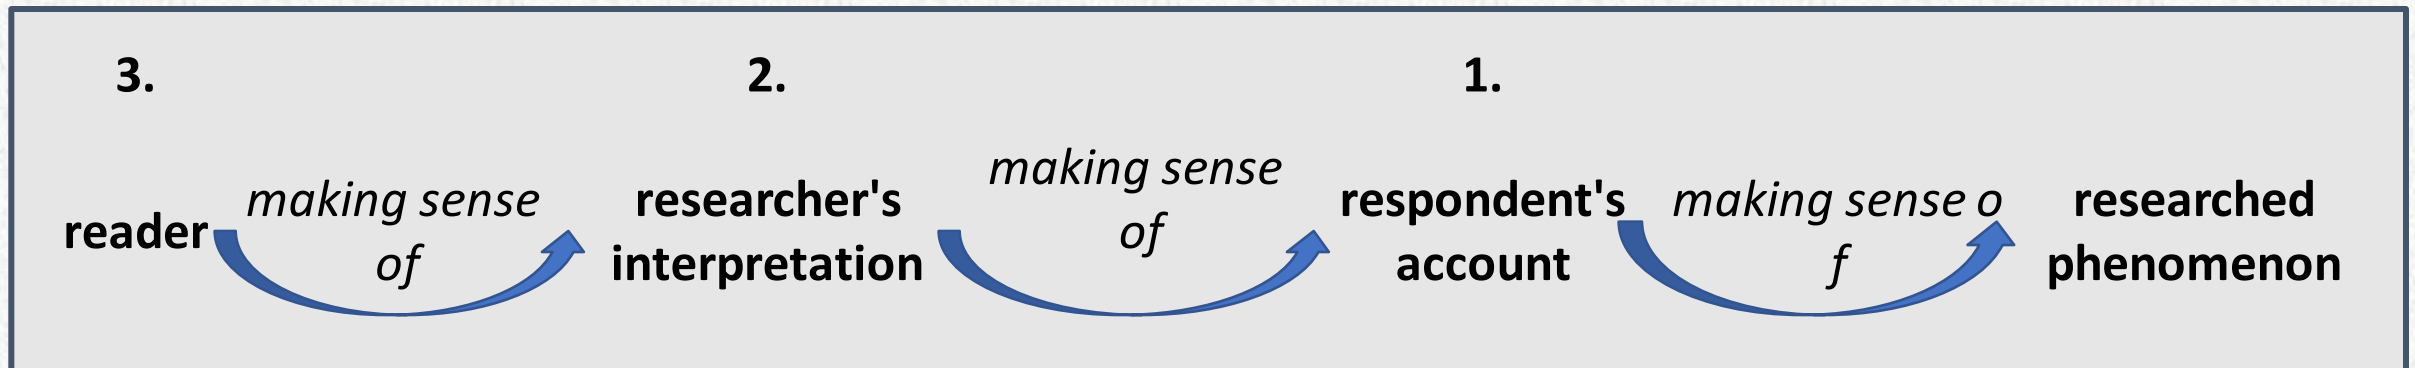 3.
2.
1.
reader
making sense
of
researcher's
interpretation
making sense
of
respondent's
account
making sense o
f
researched
phenomenon